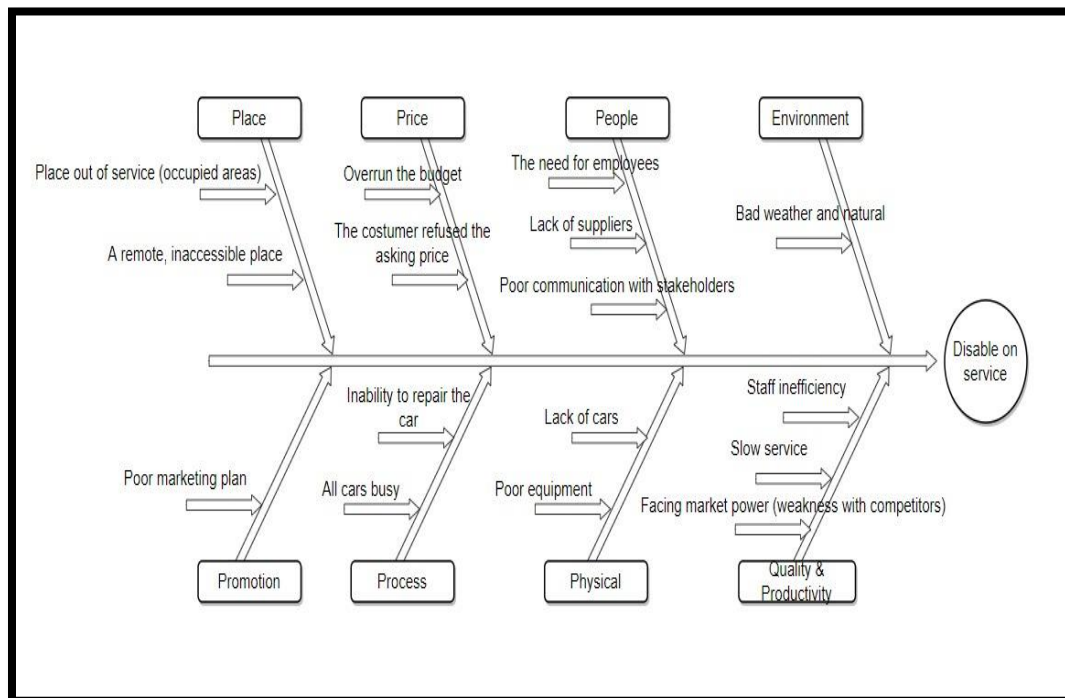 Place
Price
People
Environment
Place out of service (occupied areas)
A remote, inaccessible place
Overrun the budget
The costumer refused the
asking price
The need for employees
Lack of suppliers
Poor communication with stakeholders
Bad weather and natural
Disable on
service
Poor marketing plan
Inability to repair the
car
All cars busy
Lack of cars
Poor equipment
Staff inefficiency
Slow service
Facing market power (weakness with competitors)
Promotion
Process
Physical
Quality &
Productivity